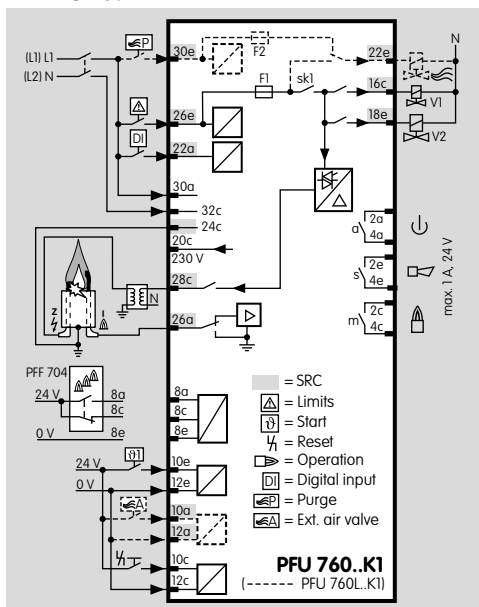 P
30e
F2
22e
N
(L1) L1
(L2) N
F1
sk1
16c
V1
26e
18e
DI
22a
V2
30a
32c
24c
2a
a
4a
20c
230 V
28c
N
2e
s
4e
max. 1 A, 24 V
Z
I
26a
2c
m
4c
PFF 704
24 V
8a
8c
0 V
8e
8a
8c
8e
= SRC
= Limits
ϑ = Start
= Reset
= Operation
DI = Digital input
P = Purge
A = Ext. air valve
ϑ1
24 V
10e
0 V
12e
A
10a
12a
10c
12c
PFU 760..K1
(------ PFU 760L..K1)